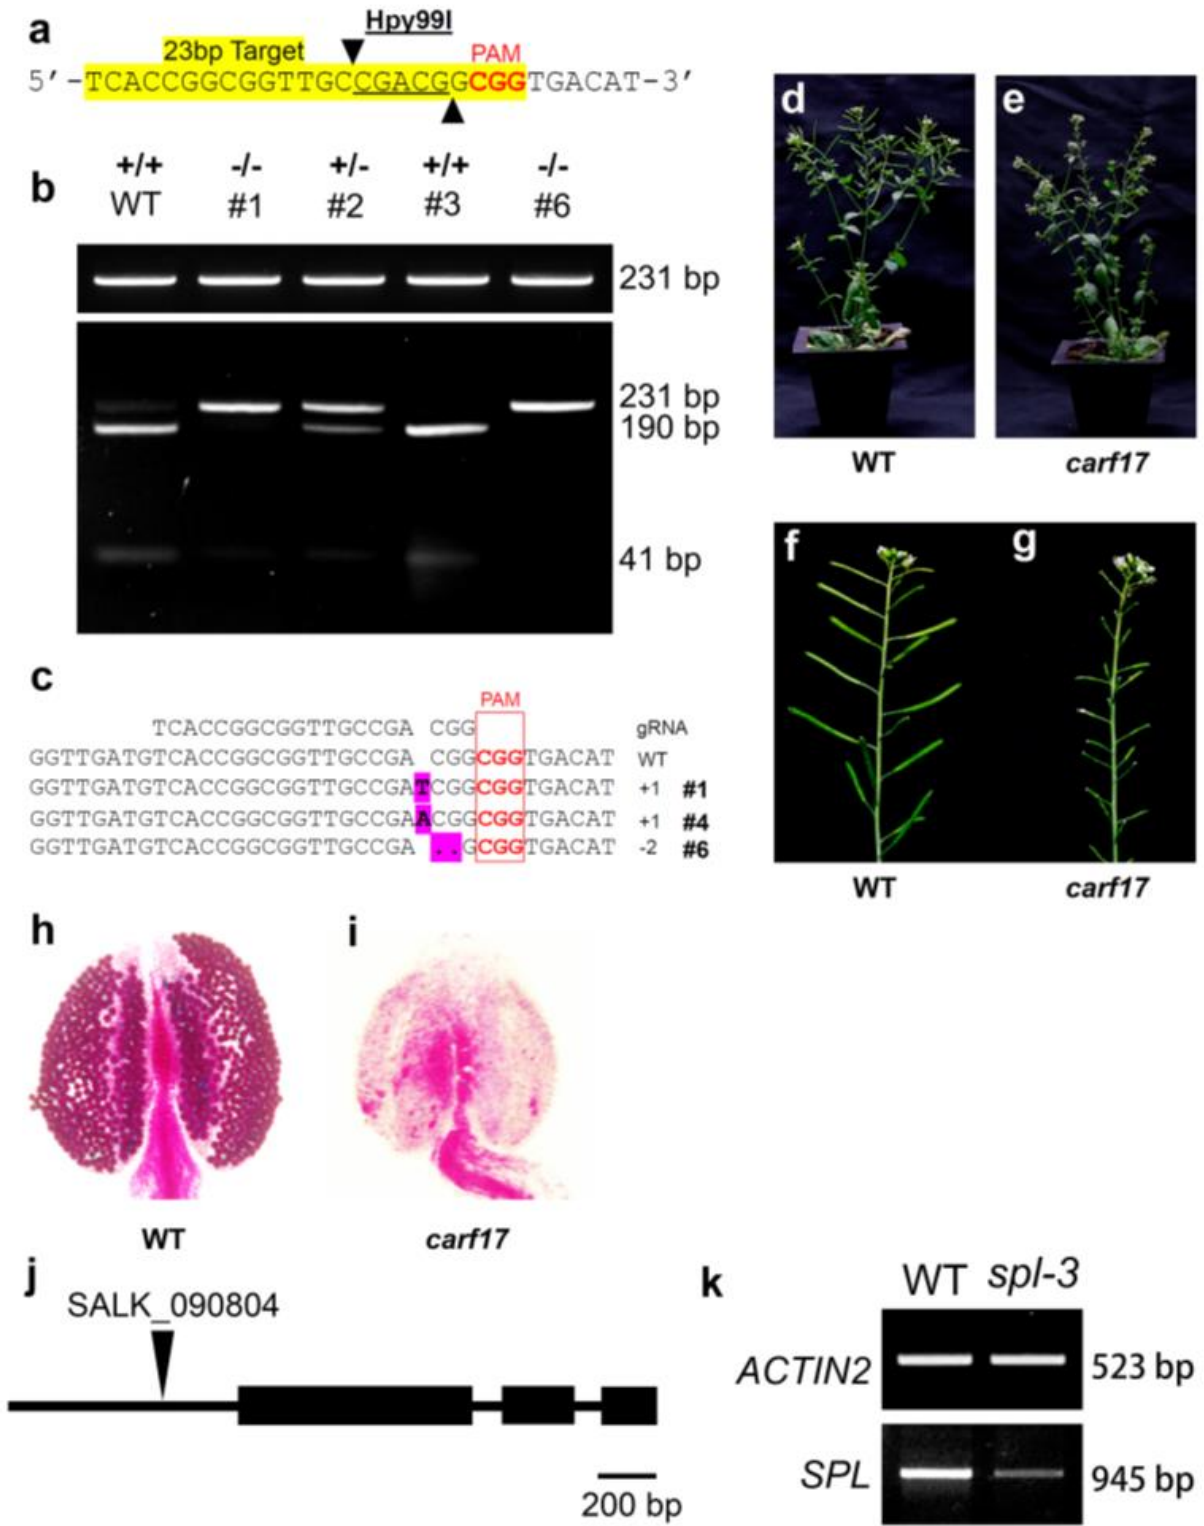 a
Hpy99I
23bp Target
PAM
5'-TCACCGGCGGTTGCCGACGGCGGTGACAT-3'
b
+/+ -/- +/- +/+ -/-
WT #1 #2 #3 #6
231 bp
231 bp
190 bp
41 bp
c
PAM
TCACCGGCGGTTGCCGA CGG gRNA
GGTTGATGTCACCGGCGGTTGCCGA CGGCGGTGACAT WT
GGTTGATGTCACCGGCGGTTGCCGATCGGCGGTGACAT +1 #1
GGTTGATGTCACCGGCGGTTGCCGAACGGCGGTGACAT +1 #4
GGTTGATGTCACCGGCGGTTGCCGA ..GCGGTGACAT -2 #6
d e
WT carf17
f g
WT carf17
h i
WT carf17
j
SALK_090804
200 bp
k
WT spl-3
ACTIN2 523 bp
SPL 945 bp